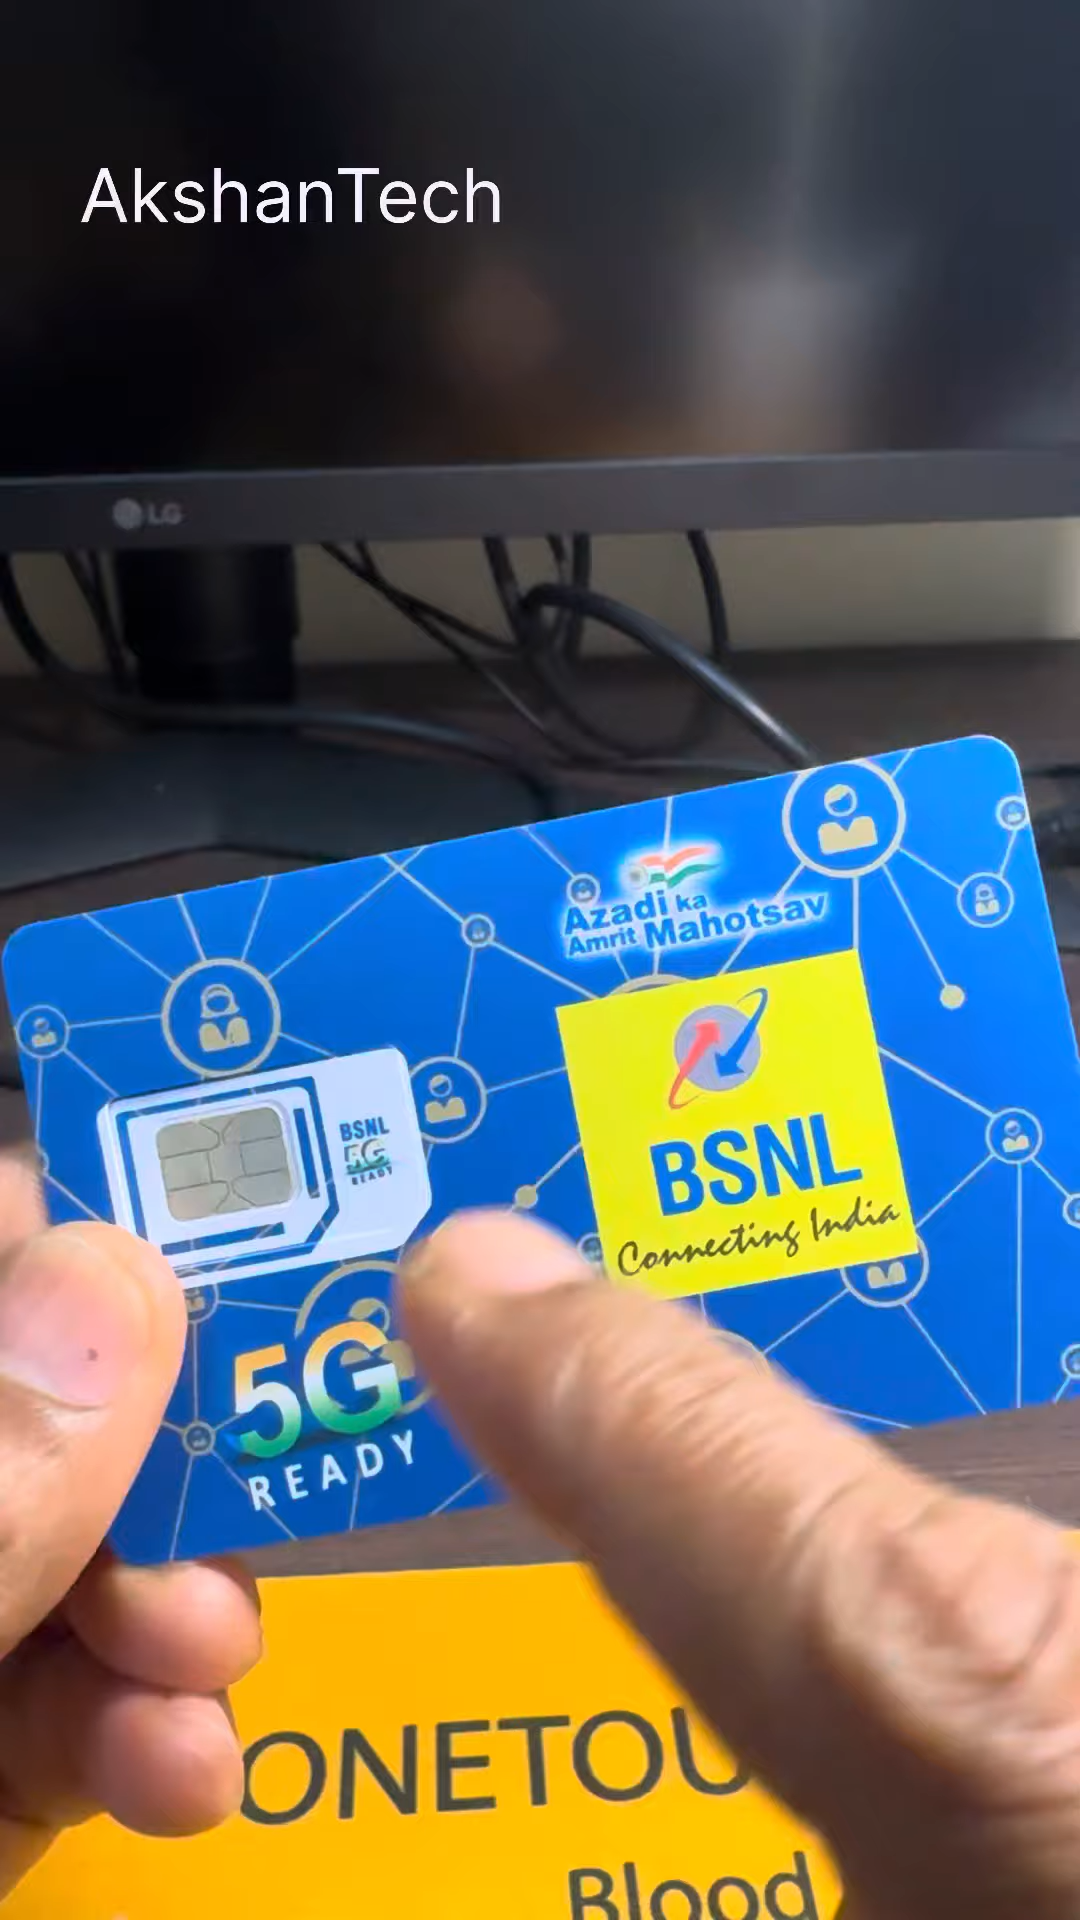 AkshanTech
LG
Azadi ka
Amrit Mahotsav
BSNL
5G
READY
BSNL
Connecting India
5G
READY
ONETOU
Blood